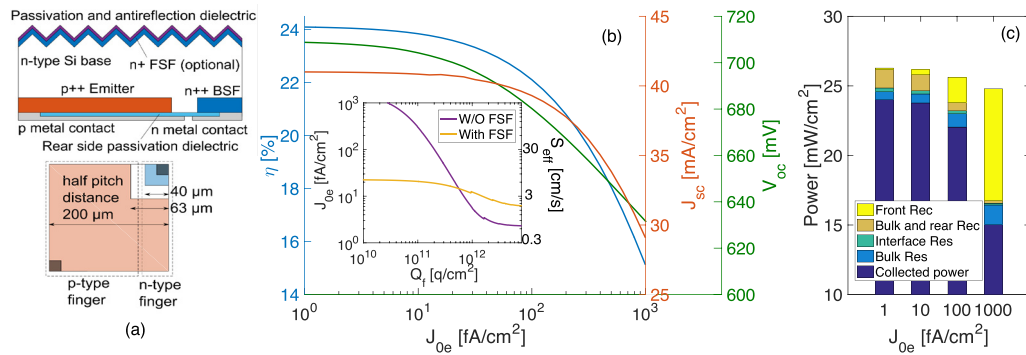 Passivation and antireflection dielectric
n-type Si base
n+ FSF (optional)
p++ Emitter
n++ BSF
p metal contact
n metal contact
Rear side passivation dielectric
half pitch
distance
200 µm
40 µm
63 µm
p-type
finger
n-type
finger
(a)
(b)
η [%]
24
22
20
18
16
14
10^0
10^1
10^2
10^3
J_0e [fA/cm^2]
45
40
35
30
25
J_sc [mA/cm^2]
720
700
680
660
640
620
600
V_oc [mV]
J_0e [fA/cm^2]
10^3
10^2
10^1
10^0
W/O FSF
With FSF
30
3
0.3
S_eff [cm/s]
10^10
10^11
10^12
Q_f [q/cm^2]
(c)
Power [mW/cm^2]
30
25
20
15
10
Front Rec
Bulk and rear Rec
Interface Res
Bulk Res
Collected power
1
10
100
1000
J_0e [fA/cm^2]